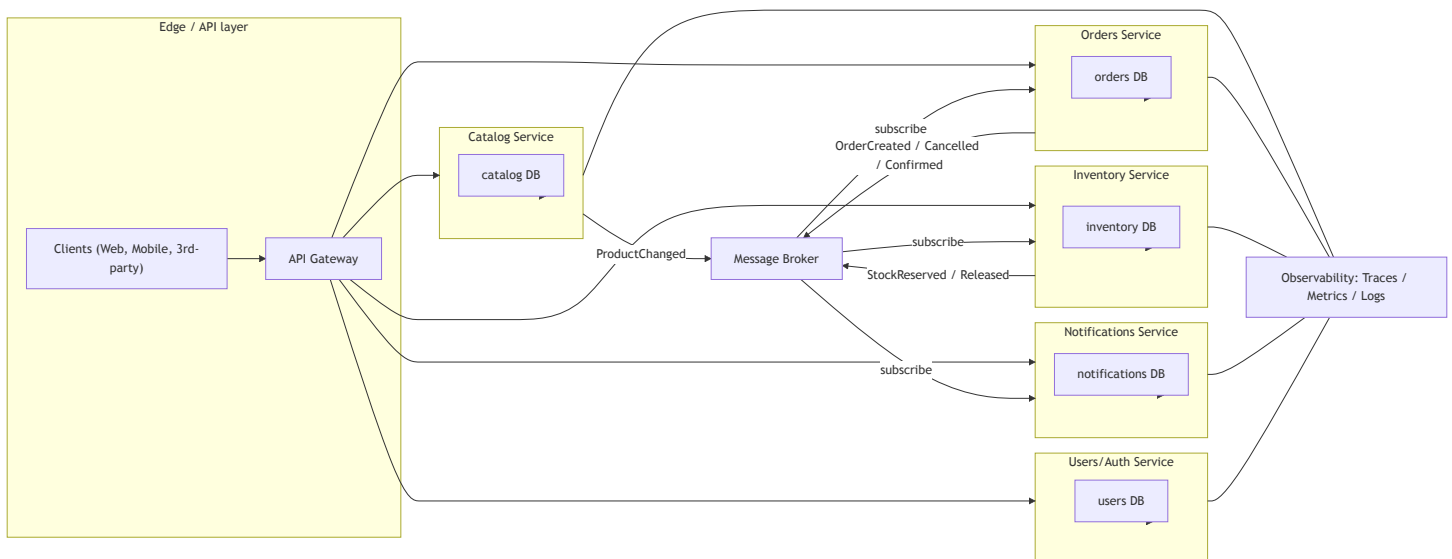 Edge / API layer
Clients (Web, Mobile, 3rd-
party)
API Gateway
Catalog Service
catalog DB
ProductChanged
Message Broker
subscribe
OrderCreated / Cancelled
/ Confirmed
subscribe
StockReserved / Released
subscribe
Orders Service
orders DB
Inventory Service
inventory DB
Notifications Service
notifications DB
Users/Auth Service
users DB
Observability: Traces /
Metrics / Logs